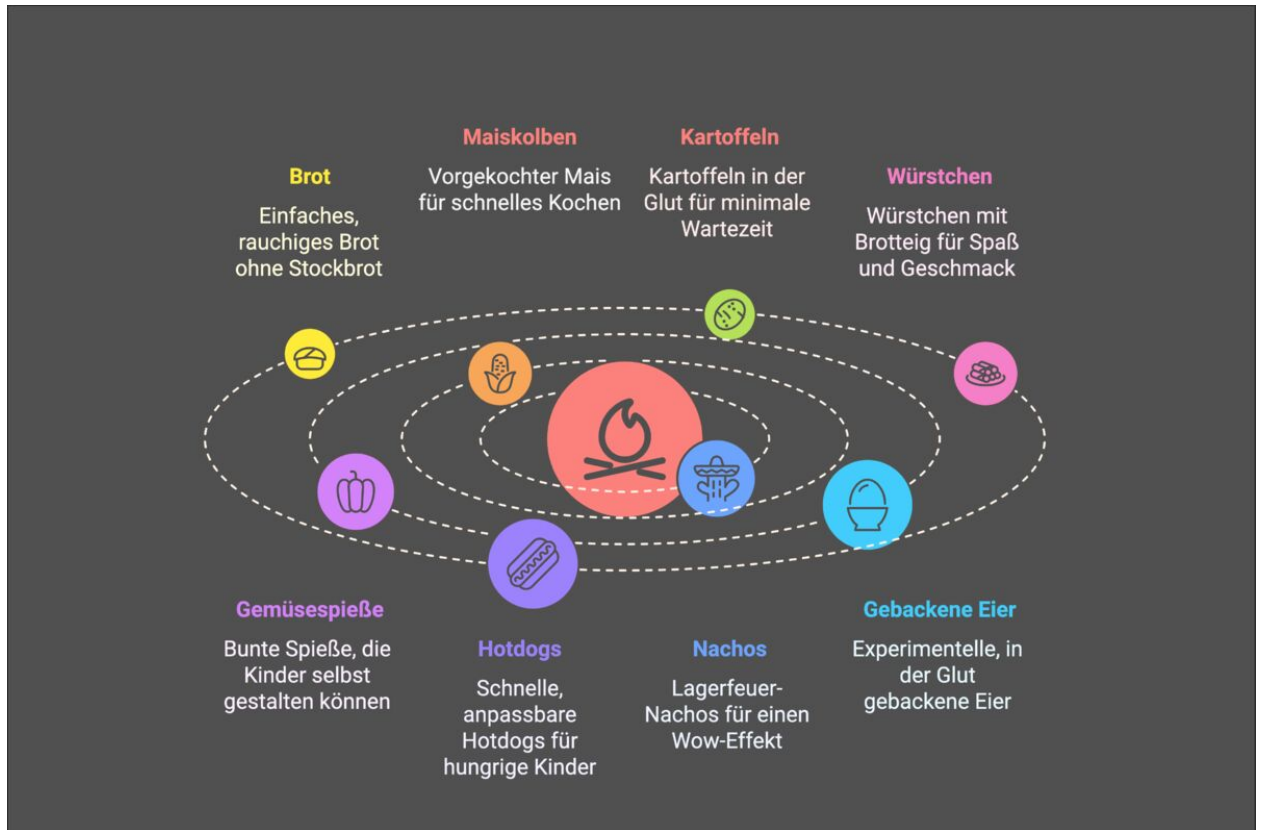 Brot
Einfaches,
rauchiges Brot
ohne Stockbrot
Maiskolben
Vorgekochter Mais
für schnelles Kochen
Kartoffeln
Kartoffeln in der
Glut für minimale
Wartezeit
Würstchen
Würstchen mit
Brotteig für Spaß
und Geschmack
Gemüsespieße
Bunte Spieße, die
Kinder selbst
gestalten können
Hotdogs
Schnelle,
anpassbare
Hotdogs für
hungrige Kinder
Nachos
Lagerfeuer-
Nachos für einen
Wow-Effekt
Gebackene Eier
Experimentelle, in
der Glut
gebackene Eier